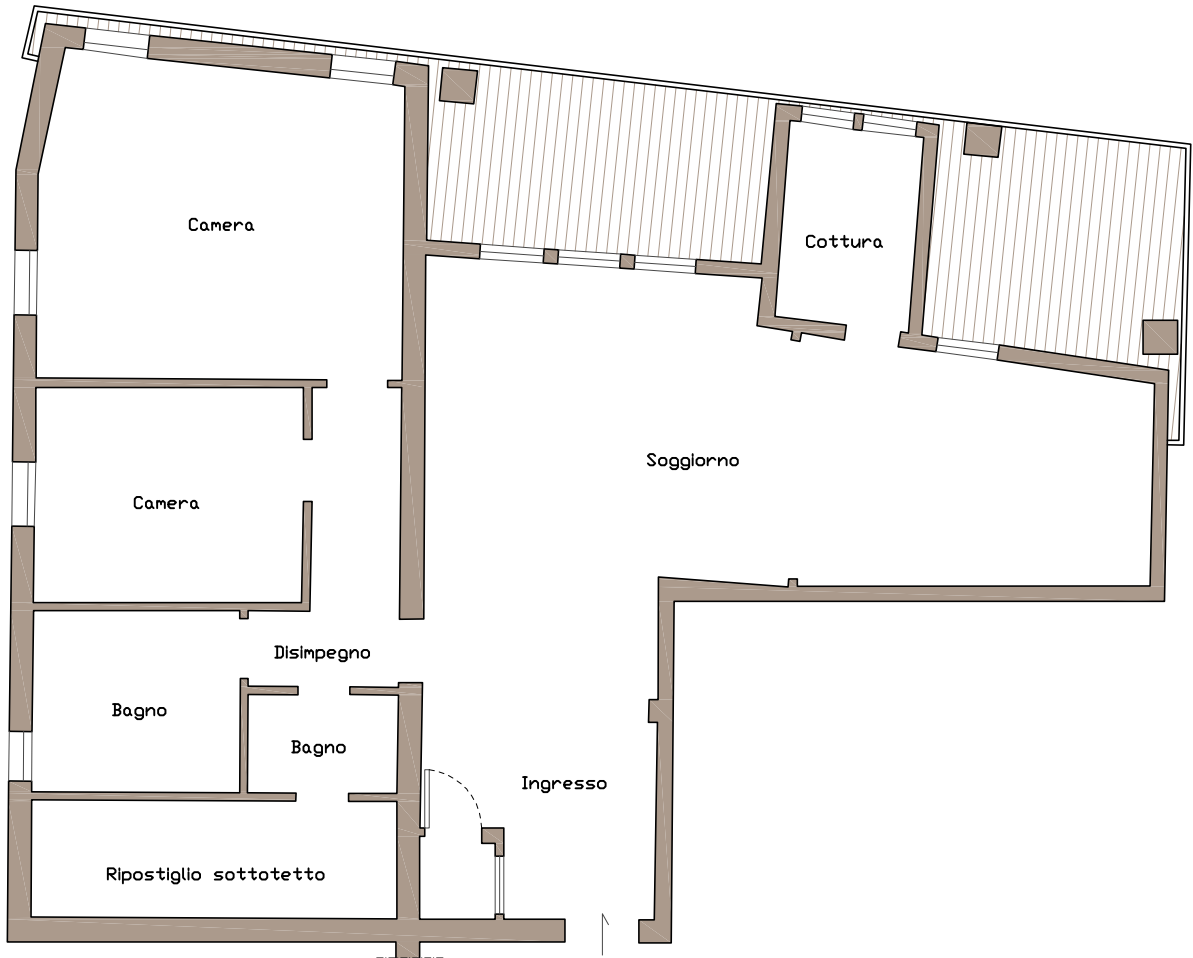 Camera
Cottura
Soggiorno
Camera
Disimpegno
Bagno
Bagno
Ingresso
Ripostiglio sottotetto